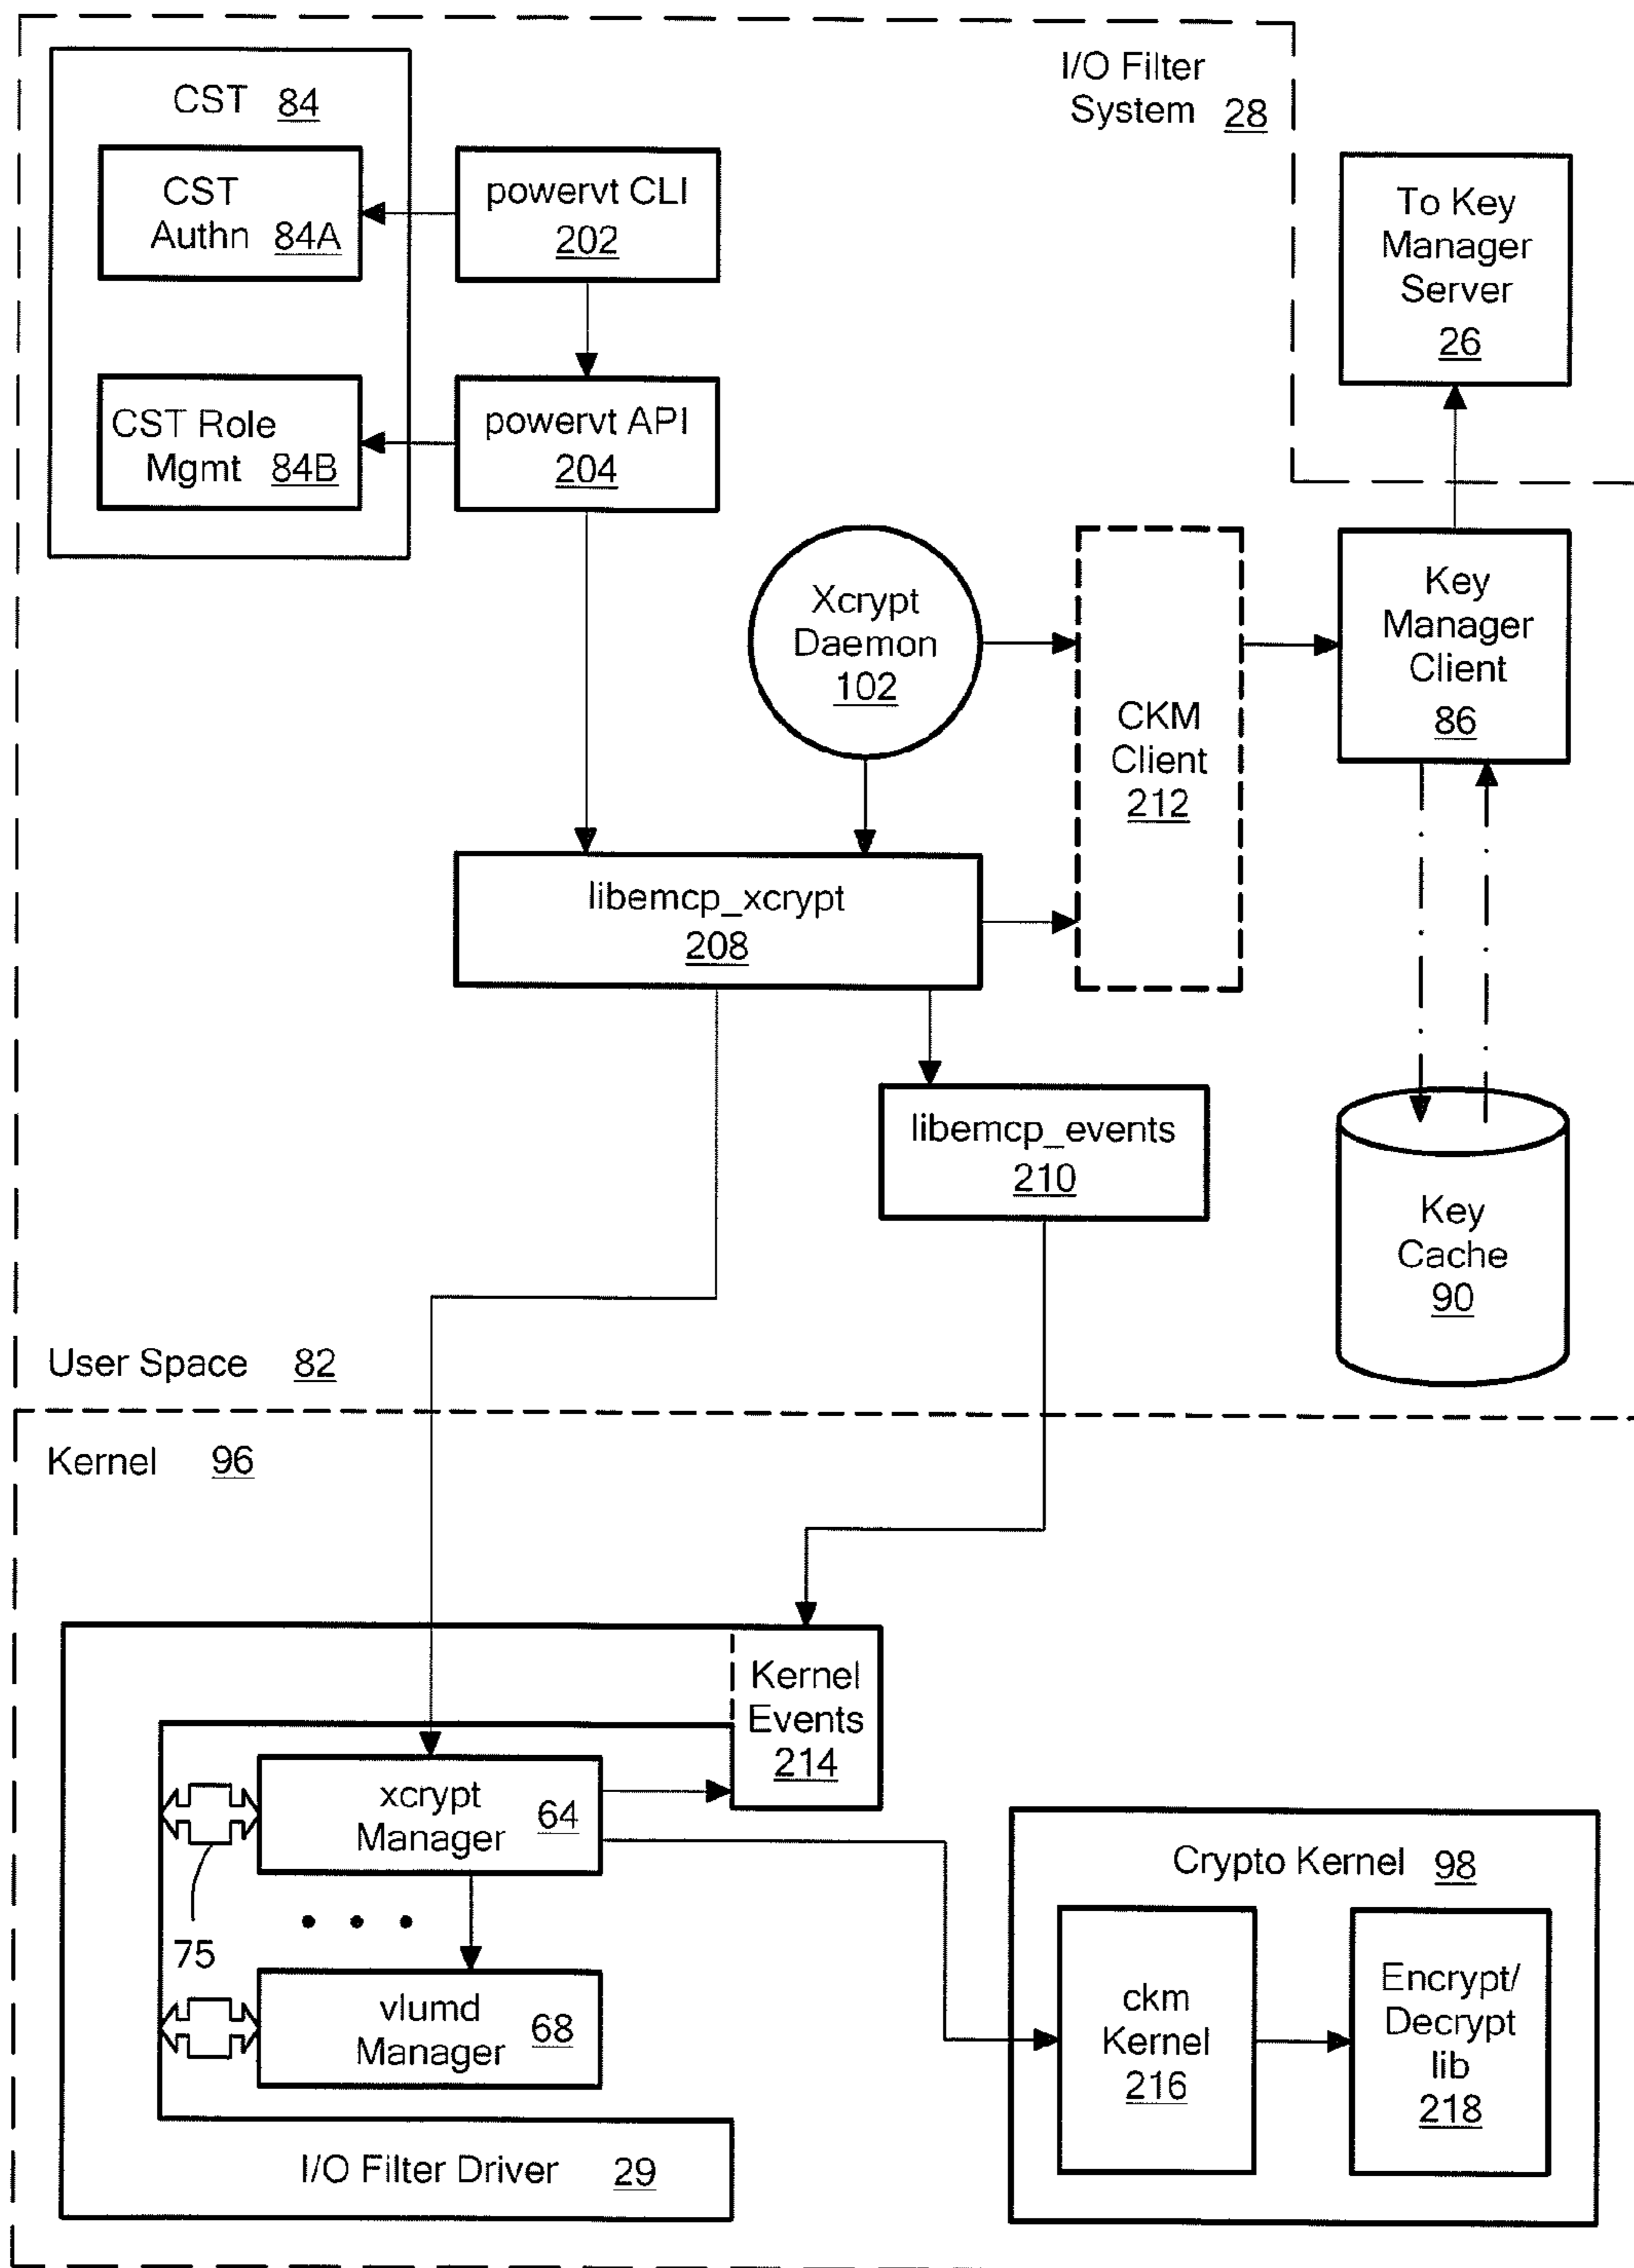 I/O Filter
System 28
CST 84
CST
Authn 84A
powervt CLI
202
To Key
Manager
Server
26
CST Role
Mgmt 84B
powervt API
204
Xcrypt
Daemon
102
CKM
Client
212
Key
Manager
Client
86
libemcp_xcrypt
208
libemcp_events
210
Key
Cache
90
User Space 82
Kernel 96
Kernel
Events
214
xcrypt
Manager 64
75
vlumd
Manager 68
I/O Filter Driver 29
Crypto Kernel 98
ckm
Kernel
216
Encrypt/
Decrypt
lib
218